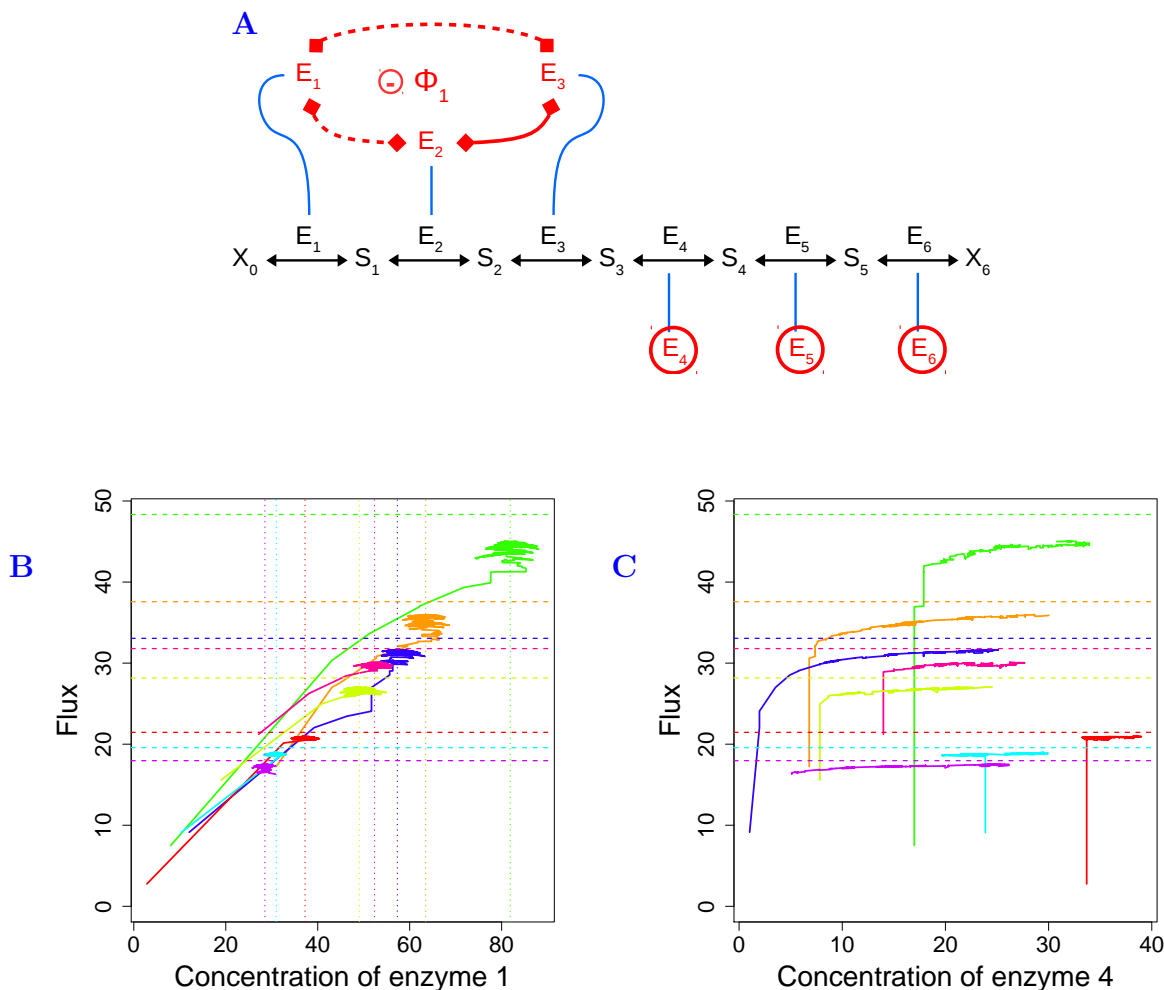 A
E1 - Φ1 E3
E2
E1 E2 E3 E4 E5 E6
X0 S1 S2 S3 S4 S5 X6
E4 E5 E6
B
Flux
0 10 20 30 40 50
0 20 40 60 80
Concentration of enzyme 1
C
Flux
0 10 20 30 40 50
0 10 20 30 40
Concentration of enzyme 4